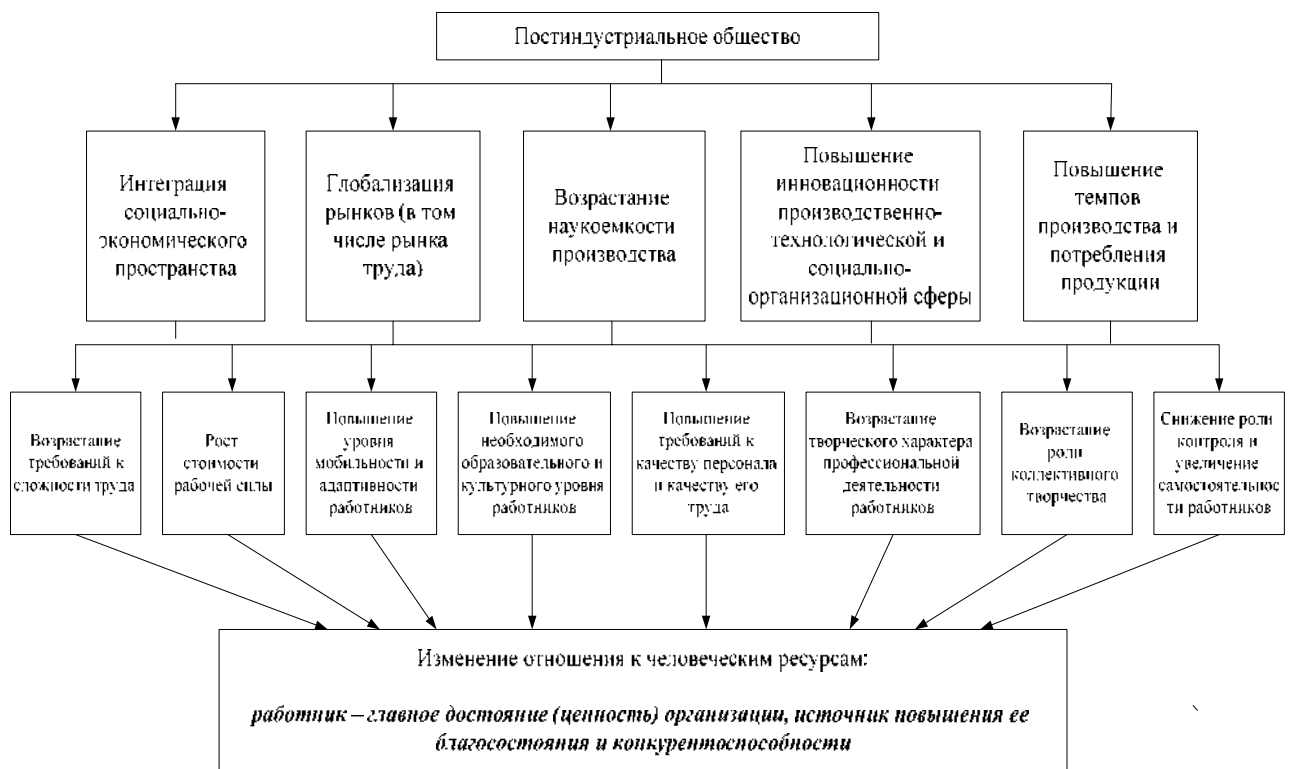 Постиндустриальное общество
Интеграция
социально-
экономического
пространства
Глобализация
рынков (в том
числе рынка
труда)
Возрастание
наукоемкости
производства
Повышение
инновационности
производственно-
технологической и
социально-
организационной сферы
Повышение
темпов
производства и
потребления
продукции
Возрастание
требований к
сложности труда
Рост
стоимости
рабочей силы
Повышение
уровня
мобильности и
адаптивности
работников
Повышение
необходимого
образовательного и
культурного уровня
работников
Повышение
требований к
качеству персонала
и качеству его
труда
Возрастание
творческого характера
профессиональной
деятельности
работников
Возрастание
роли
коллективного
творчества
Снижение роли
контроля и
увеличение
самостоятельнос
ти работников
Изменение отношения к человеческим ресурсам:
работник – главное достояние (ценность) организации, источник повышения ее
благосостояния и конкурентоспособности